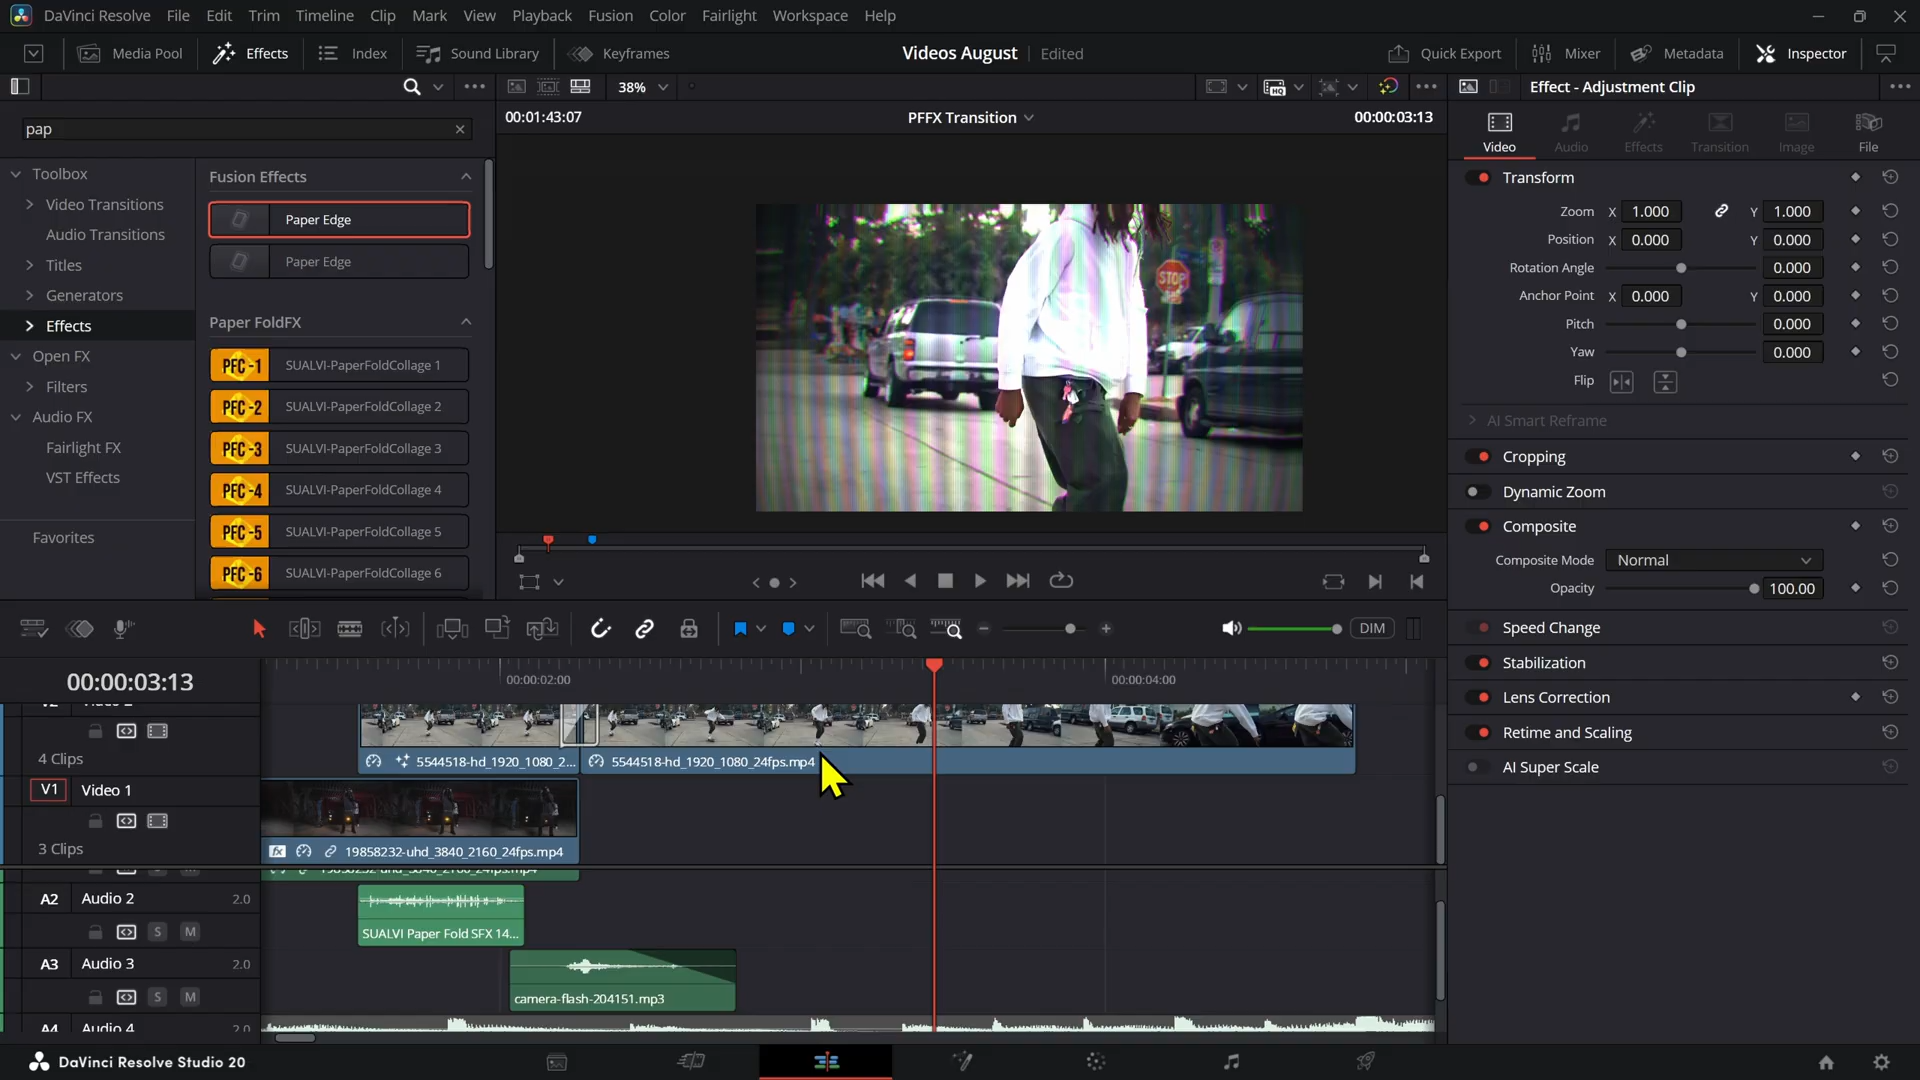 DaVinci Resolve File Edit Trim Timeline Clip Mark View Playback Fusion Color Fairlight Workspace Help
Media Pool Effects Index Sound Library Keyframes Videos August Edited Quick Export Mixer Metadata Inspector
38% Effect - Adjustment Clip
00:01:43:07 PFFX Transition 00:00:03:13
pap
Video Audio Effects Transition Image File
Toolbox
Video Transitions
Audio Transitions
Titles
Generators
Effects
Open FX
Filters
Audio FX
Fairlight FX
VST Effects
Favorites
Fusion Effects
Paper Edge
Paper Edge
Paper FoldFX
PFC -1 SUALVI-PaperFoldCollage 1
PFC -2 SUALVI-PaperFoldCollage 2
PFC -3 SUALVI-PaperFoldCollage 3
PFC -4 SUALVI-PaperFoldCollage 4
PFC -5 SUALVI-PaperFoldCollage 5
PFC -6 SUALVI-PaperFoldCollage 6
STOP
Transform
Zoom X 1.000 Y 1.000
Position X 0.000 Y 0.000
Rotation Angle 0.000
Anchor Point X 0.000 Y 0.000
Pitch 0.000
Yaw 0.000
Flip
AI Smart Reframe
Cropping
Dynamic Zoom
Composite
Composite Mode Normal
Opacity 100.00
Speed Change
Stabilization
Lens Correction
Retime and Scaling
AI Super Scale
DIM
00:00:03:13 00:00:02:00 00:00:04:00
V2 Video 2
4 Clips
5544518-hd_1920_1080_2... 5544518-hd_1920_1080_24fps.mp4
V1 Video 1
3 Clips
19858232-uhd_3840_2160_24fps.mp4
19858232-uhd_3840_2160_24fps.mp4
A2 Audio 2 2.0
S M
SUALVI Paper Fold SFX 14...
A3 Audio 3 2.0
S M
camera-flash-204151.mp3
A4 Audio 4 2.0
DaVinci Resolve Studio 20